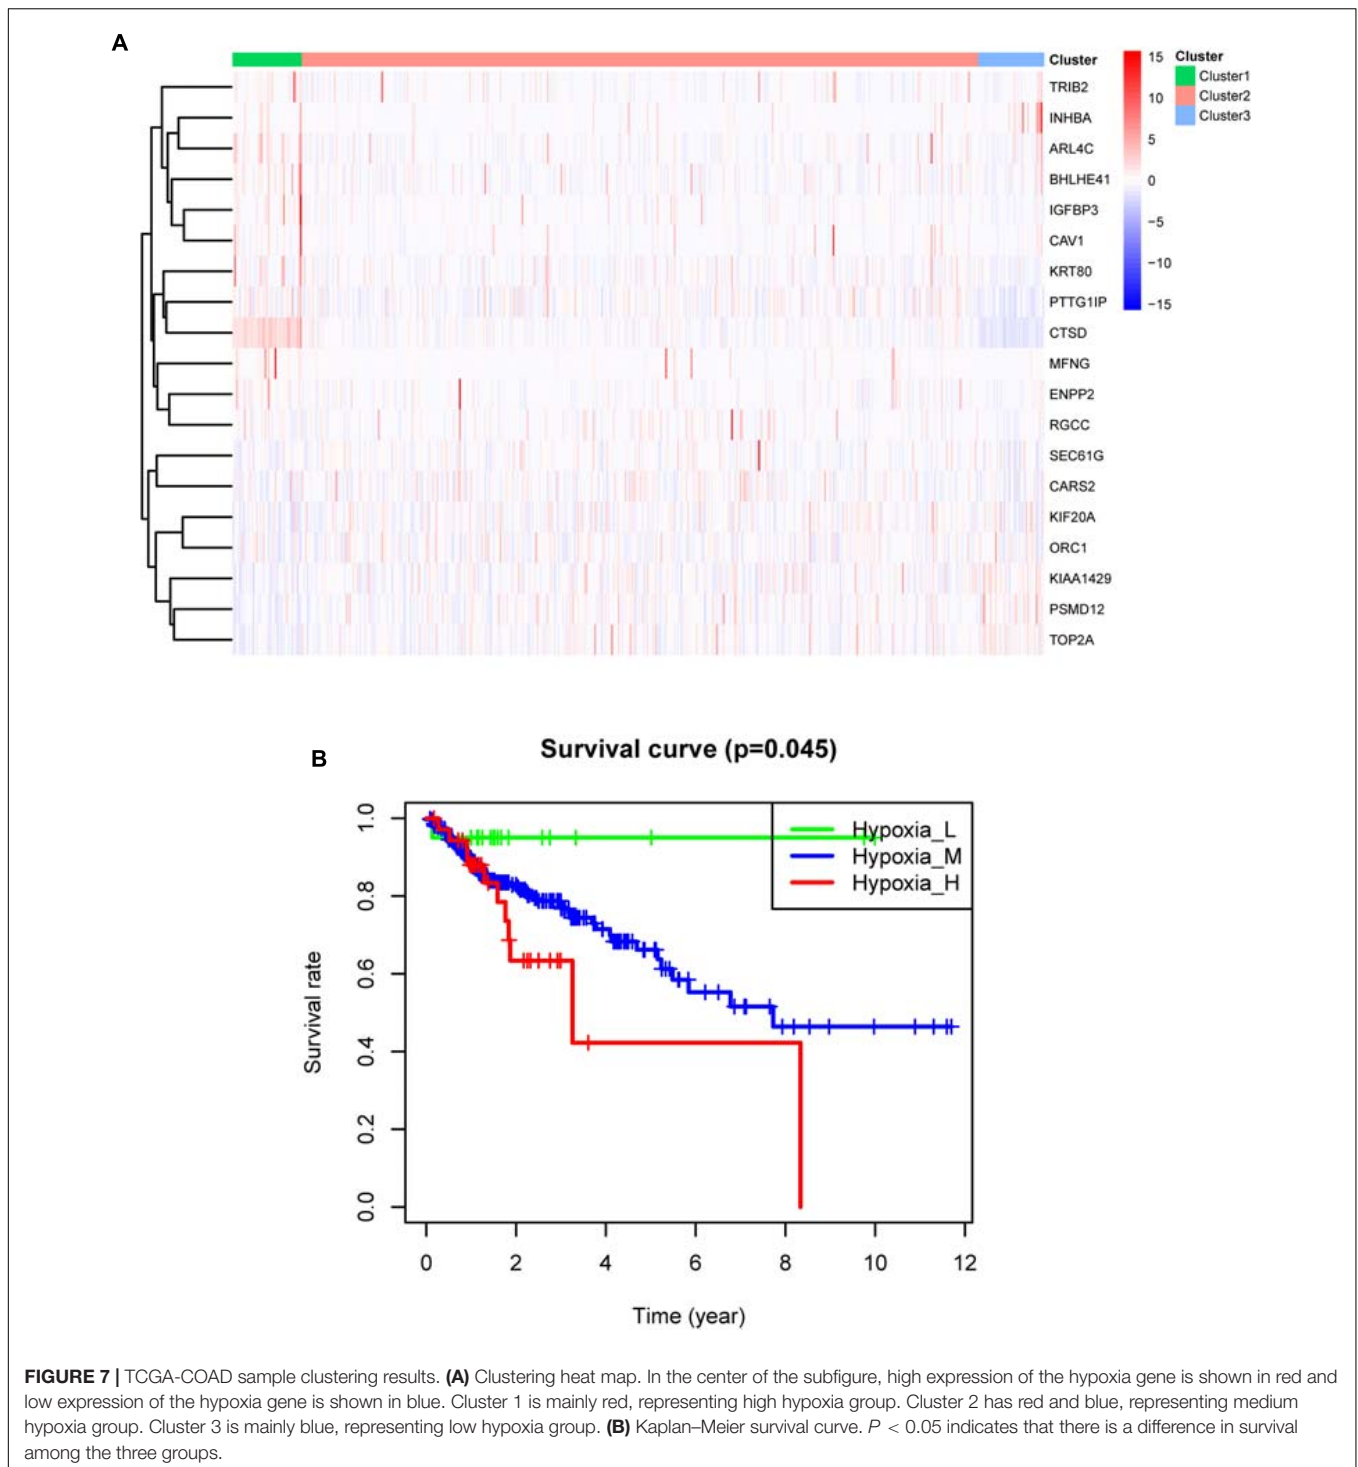 A
Cluster
TRIB2
INHBA
ARL4C
BHLHE41
IGFBP3
CAV1
KRT80
PTTG1IP
CTSD
MFNG
ENPP2
RGCC
SEC61G
CARS2
KIF20A
ORC1
KIAA1429
PSMD12
TOP2A
15
10
5
0
−5
−10
−15
Cluster
Cluster1
Cluster2
Cluster3
B
Survival curve (p=0.045)
Hypoxia_L
Hypoxia_M
Hypoxia_H
Survival rate
1.0
0.8
0.6
0.4
0.2
0.0
0 2 4 6 8 10 12
Time (year)
FIGURE 7 | TCGA-COAD sample clustering results. (A) Clustering heat map. In the center of the subfigure, high expression of the hypoxia gene is shown in red and
low expression of the hypoxia gene is shown in blue. Cluster 1 is mainly red, representing high hypoxia group. Cluster 2 has red and blue, representing medium
hypoxia group. Cluster 3 is mainly blue, representing low hypoxia group. (B) Kaplan–Meier survival curve. P < 0.05 indicates that there is a difference in survival
among the three groups.